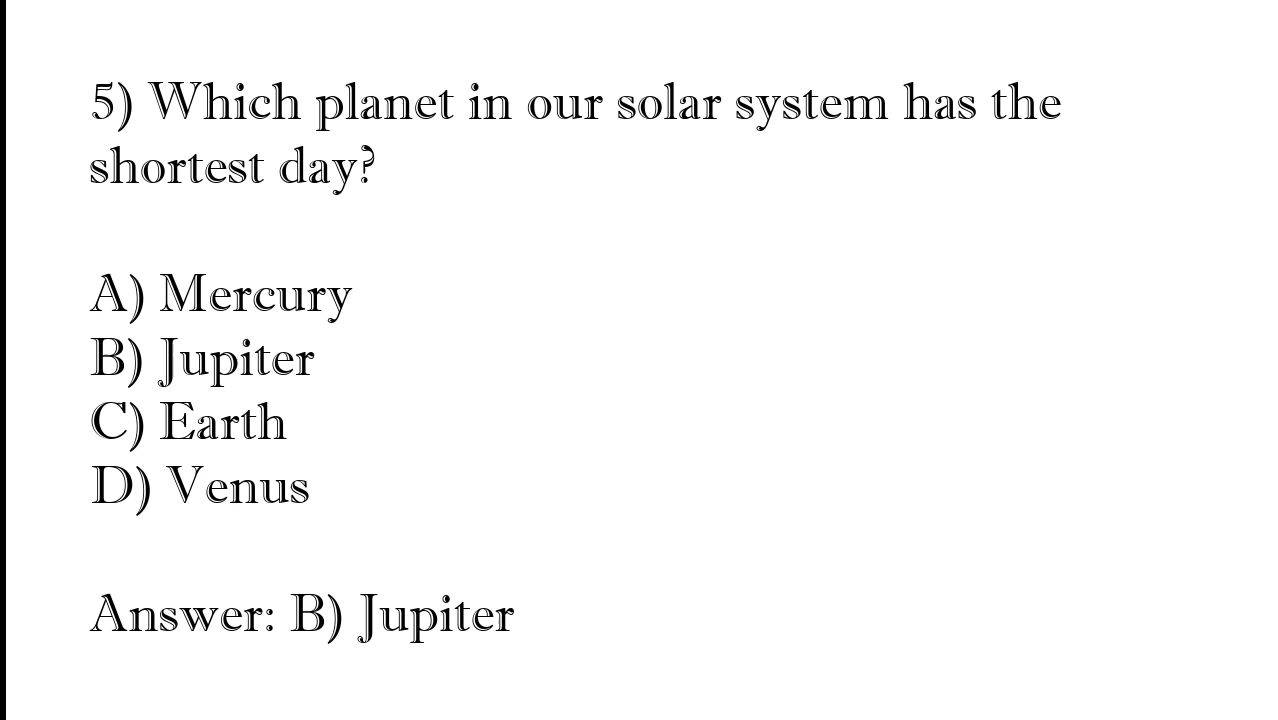 5) Which planet in our solar system has the
shortest day?
A) Mercury
B) Jupiter
C) Earth
D) Venus
Answer: B) Jupiter